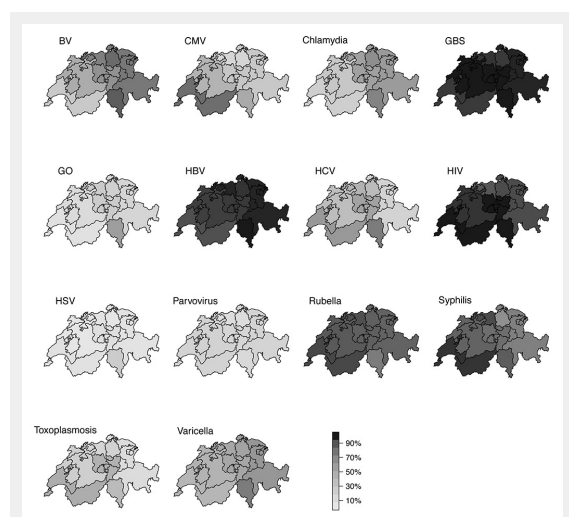 BV CMV Chlamydia GBS
GO HBV HCV HIV
HSV Parvovirus Rubella Syphilis
Toxoplasmosis Varicella
90%
70%
50%
30%
10%